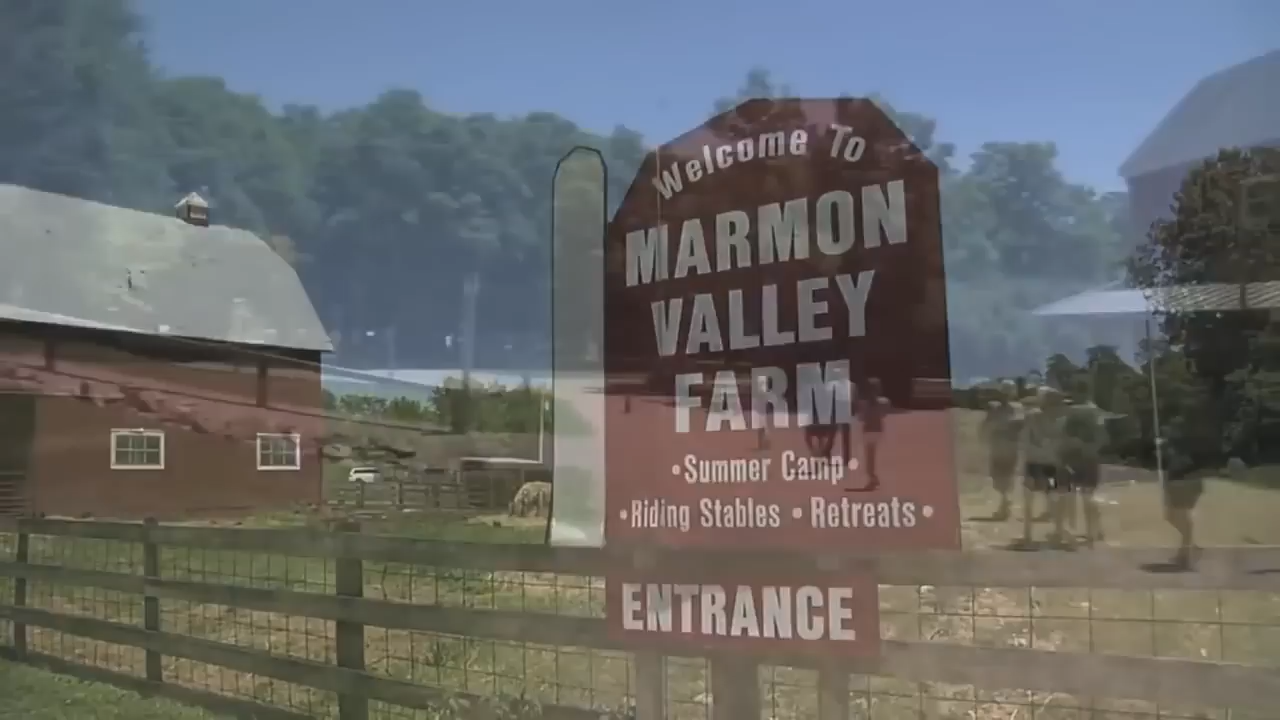 Welcome To
MARMON
VALLEY
FARM
•Summer Camp•
•Riding Stables •Retreats•
ENTRANCE